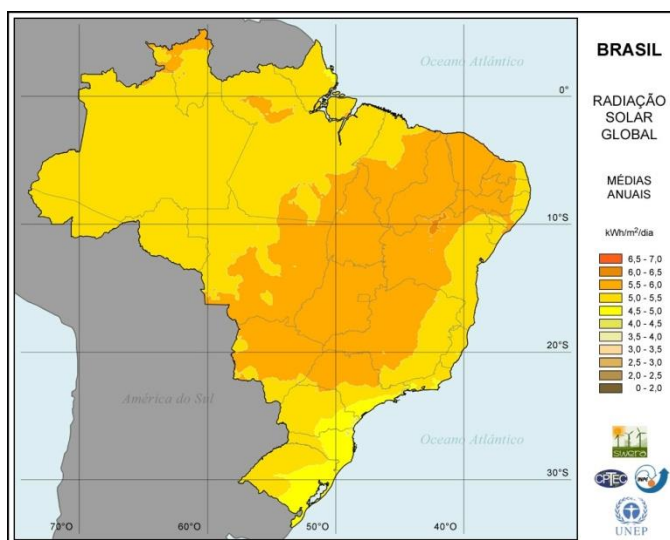 BRASIL
RADIAÇÃO
SOLAR
GLOBAL
MÉDIAS
ANUAIS
kWh/m²/dia
6,5 - 7,0
6,0 - 6,5
5,5 - 6,0
5,0 - 5,5
4,5 - 5,0
4,0 - 4,5
3,5 - 4,0
3,0 - 3,5
2,5 - 3,0
2,0 - 2,5
0 - 2,0
swera
CPTEC
UNEP
Oceano Atlântico
0°
10°S
20°S
América do Sul
Oceano Atlântico
30°S
70°O
60°O
50°O
40°O